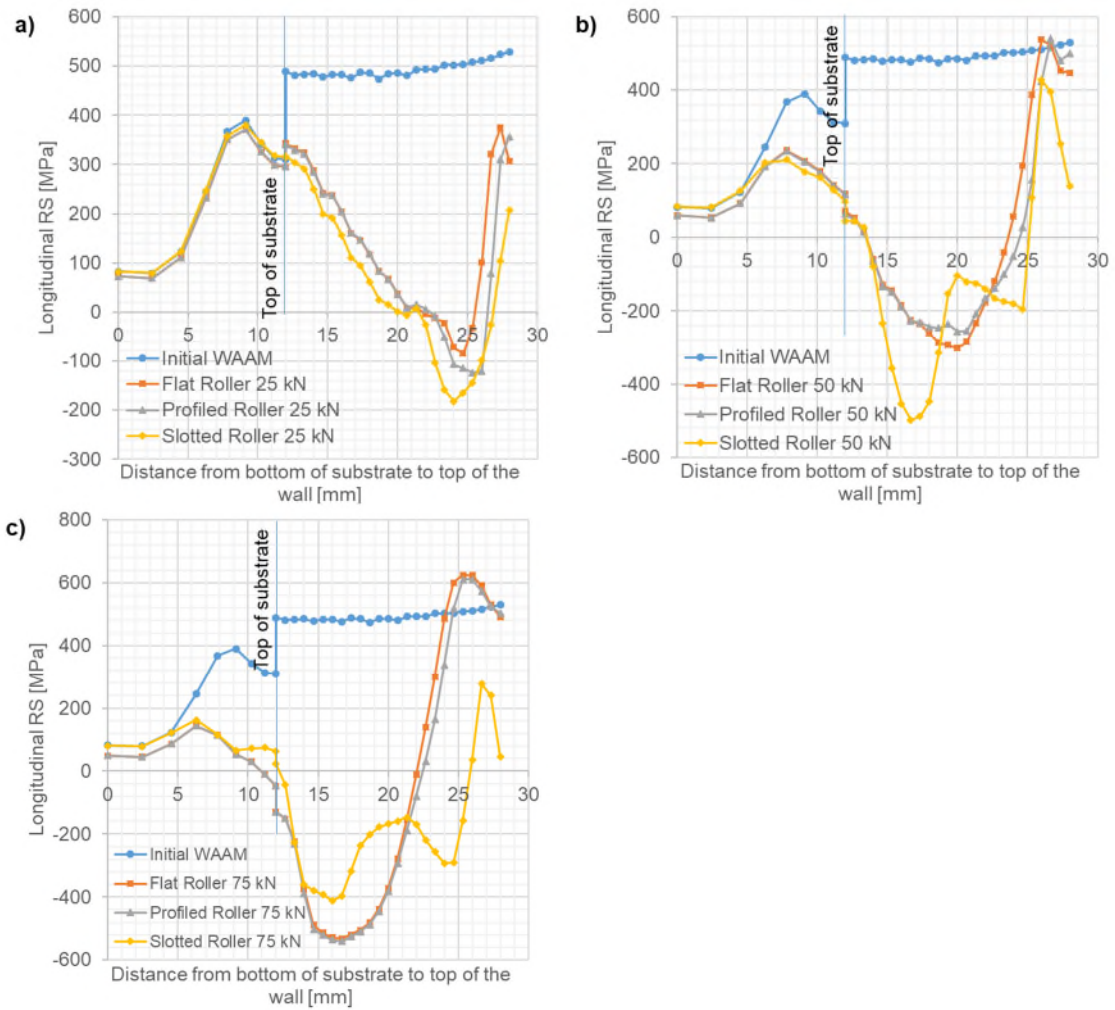 a)
600
500
400
300
200
100
0
-100
-200
-300
0 5 10 15 20 25 30
Longitudinal RS [MPa]
Top of substrate
Initial WAAM
Flat Roller 25 kN
Profiled Roller 25 kN
Slotted Roller 25 kN
Distance from bottom of substrate to top of the
wall [mm]
b)
600
400
200
0
-200
-400
-600
0 5 10 15 20 25 30
Longitudinal RS [MPa]
Top of substrate
Initial WAAM
Flat Roller 50 kN
Profiled Roller 50 kN
Slotted Roller 50 kN
Distance from bottom of substrate to top of the
wall [mm]
c)
800
600
400
200
0
-200
-400
-600
0 5 10 15 20 25 30
Longitudinal RS [MPa]
Top of substrate
Initial WAAM
Flat Roller 75 kN
Profiled Roller 75 kN
Slotted Roller 75 kN
Distance from bottom of substrate to top of the
wall [mm]